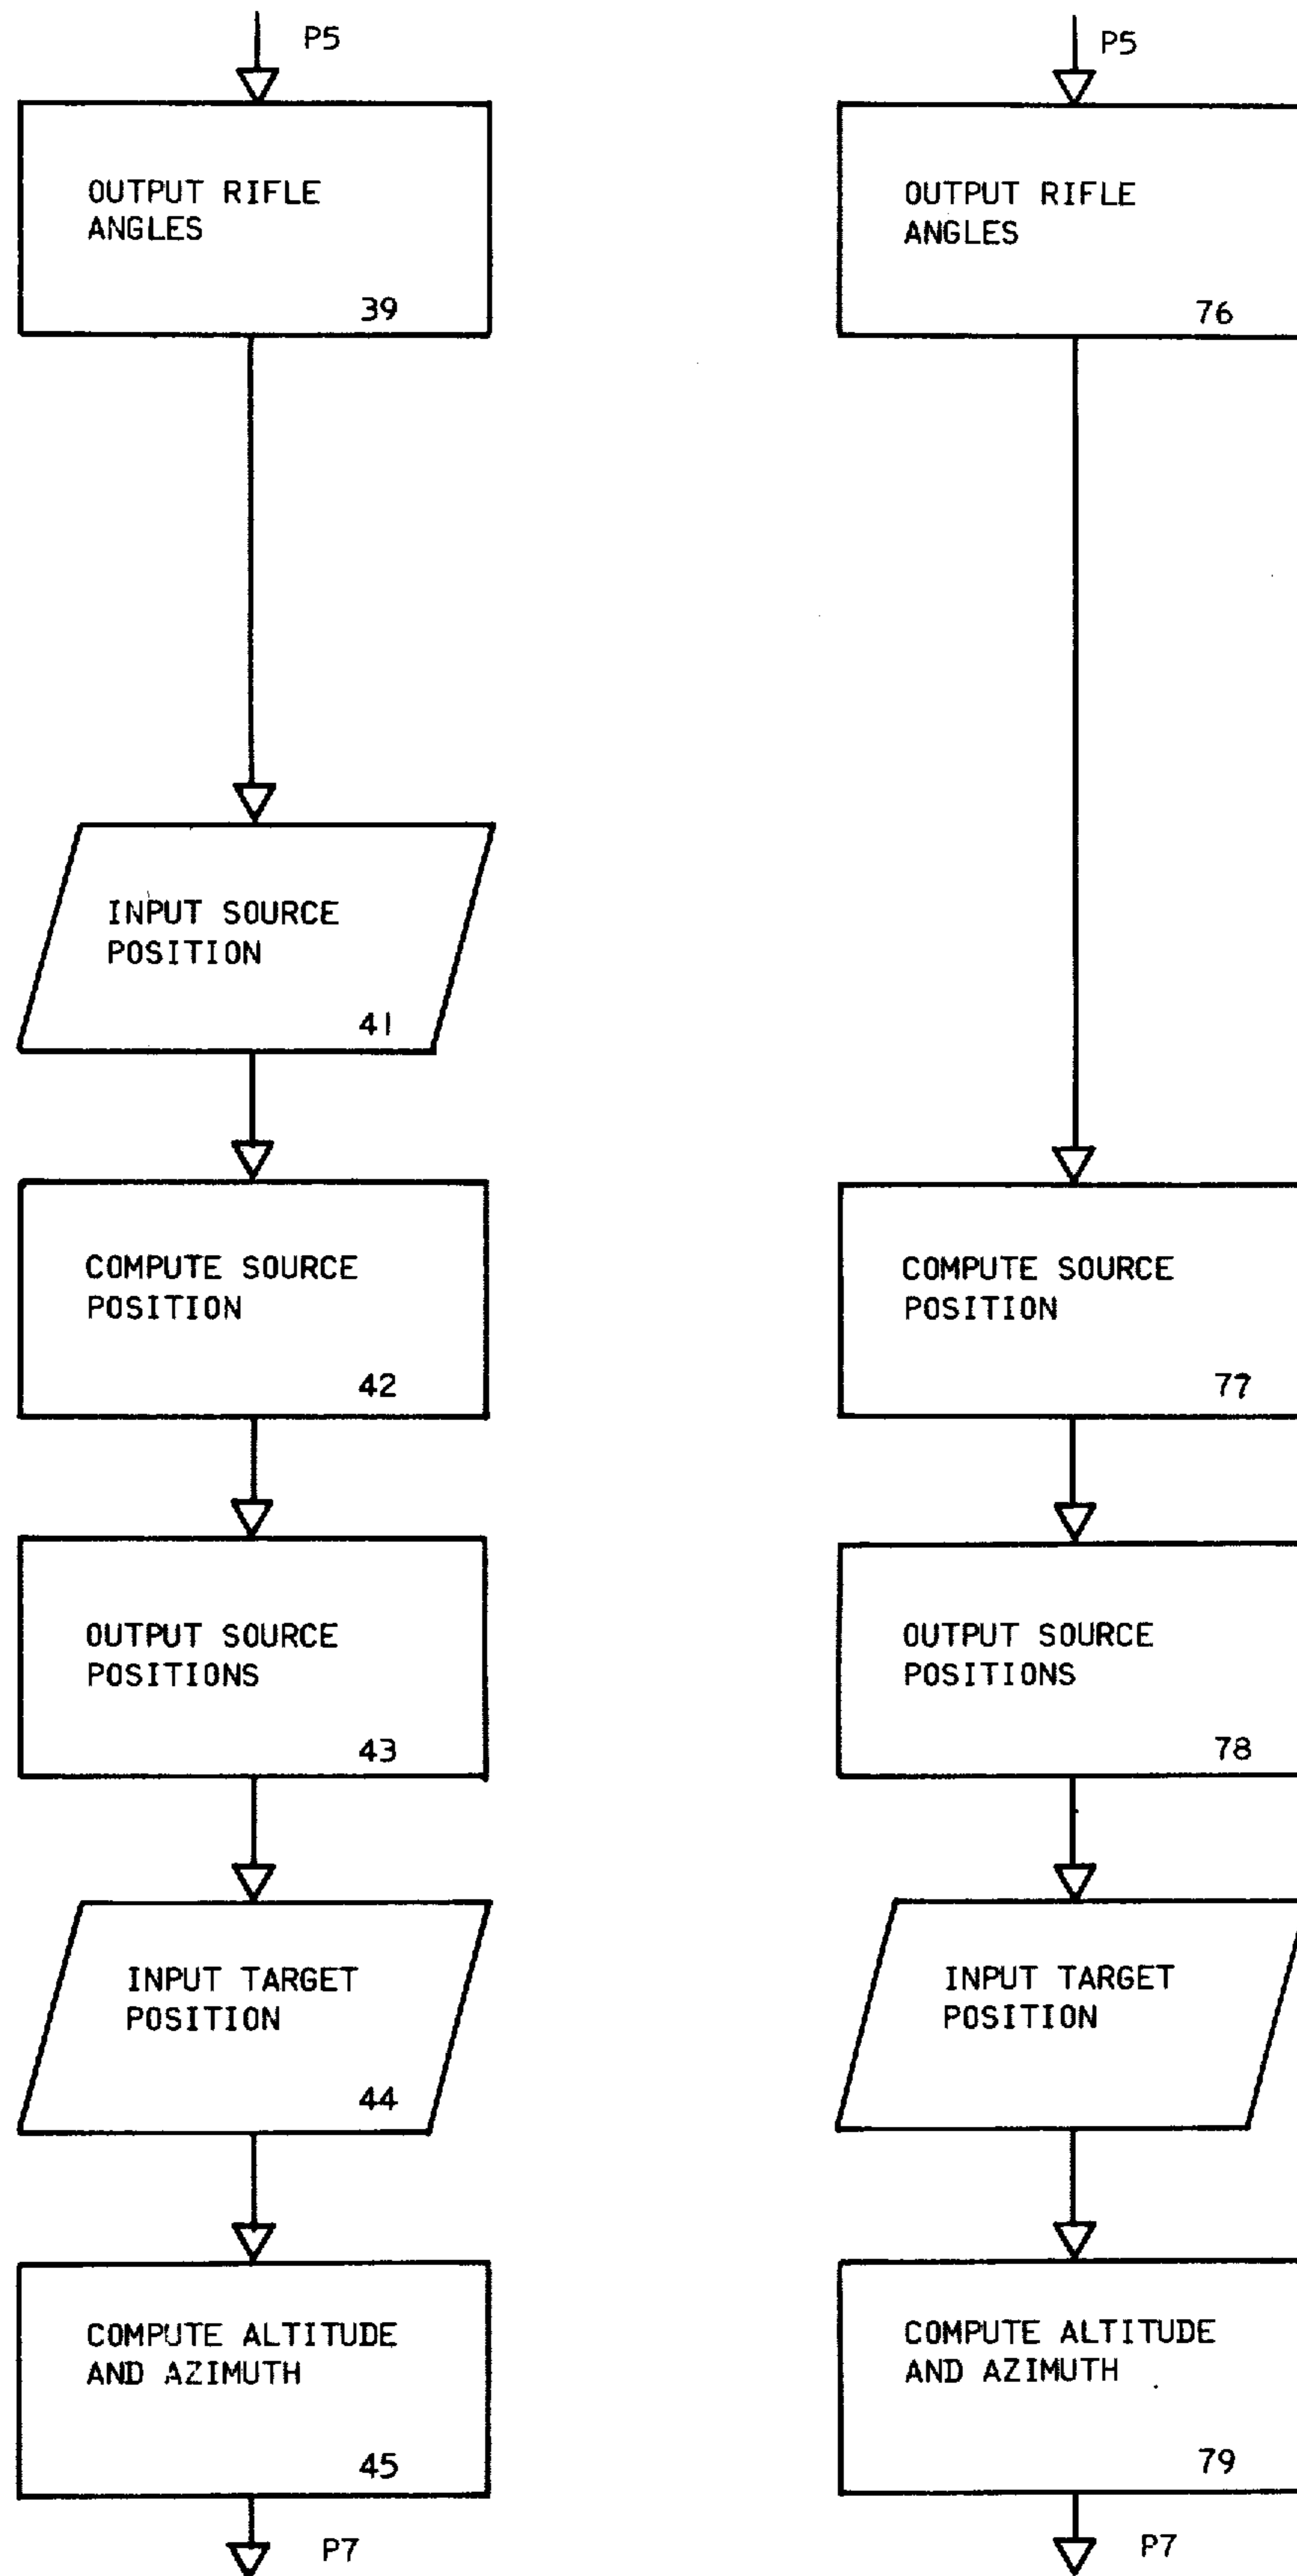 P5
OUTPUT RIFLE
ANGLES
39
INPUT SOURCE
POSITION
41
COMPUTE SOURCE
POSITION
42
OUTPUT SOURCE
POSITIONS
43
INPUT TARGET
POSITION
44
COMPUTE ALTITUDE
AND AZIMUTH
45
P7
P5
OUTPUT RIFLE
ANGLES
76
COMPUTE SOURCE
POSITION
77
OUTPUT SOURCE
POSITIONS
78
INPUT TARGET
POSITION
COMPUTE ALTITUDE
AND AZIMUTH
79
P7